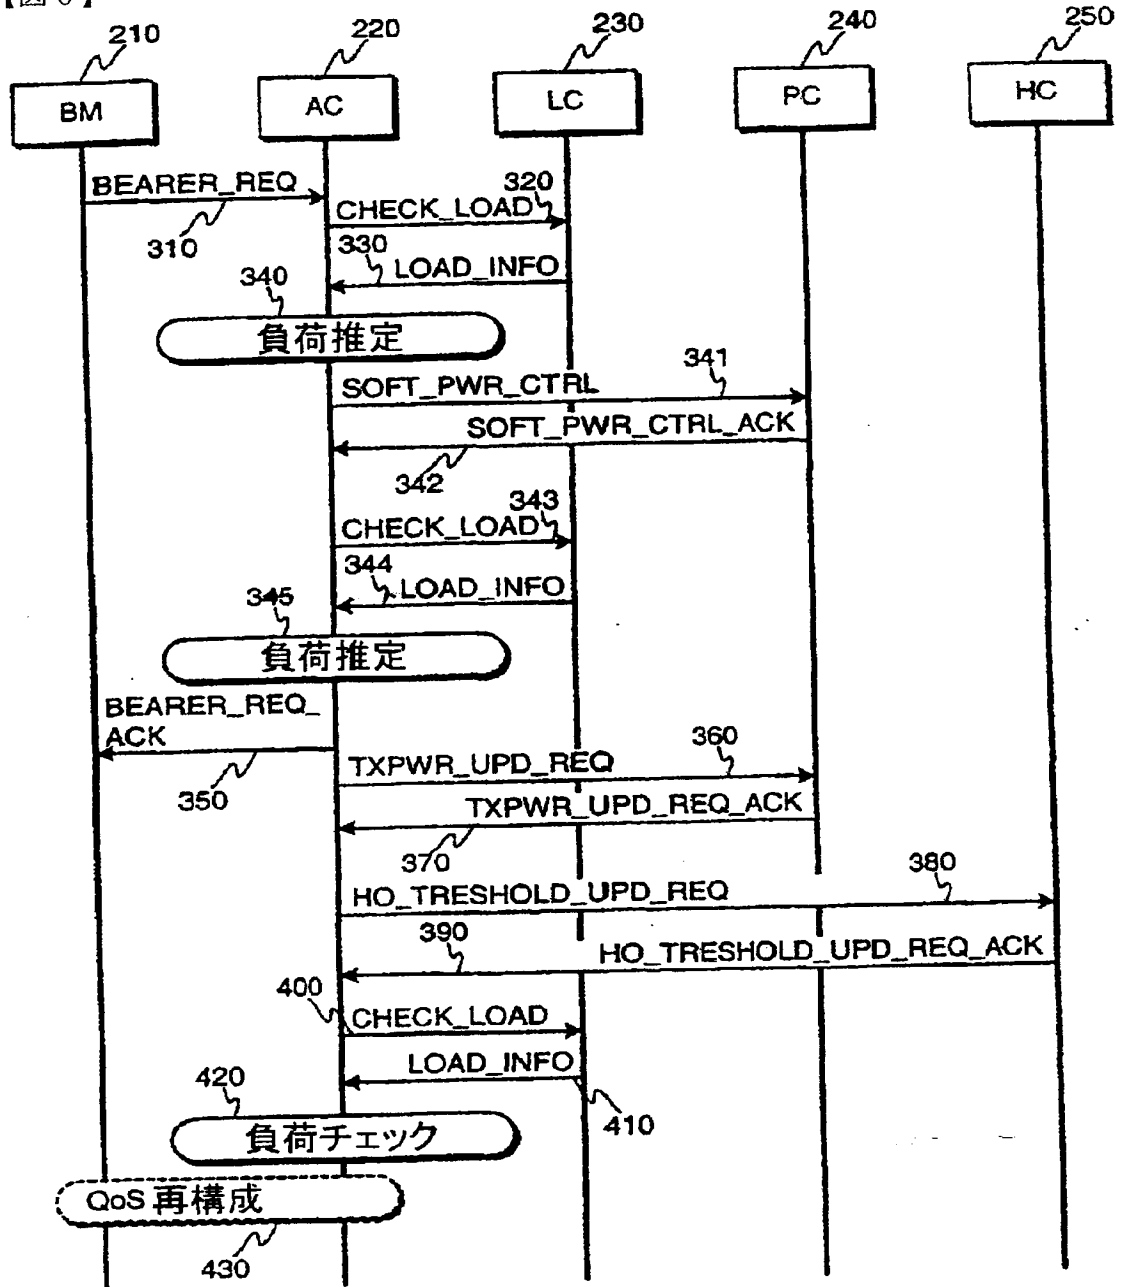 210
220
230
240
250
BM
AC
LC
PC
HC
BEARER_REQ
310
CHECK_LOAD
320
330
LOAD_INFO
340
負荷推定
SOFT_PWR_CTRL
341
SOFT_PWR_CTRL_ACK
342
CHECK_LOAD
343
344
LOAD_INFO
345
負荷推定
BEARER_REQ_
ACK
350
TXPWR_UPD_REQ
360
TXPWR_UPD_REQ_ACK
370
HO_TRESHOLD_UPD_REQ
380
390
HO_TRESHOLD_UPD_REQ_ACK
400
CHECK_LOAD
LOAD_INFO
410
420
負荷チェック
QoS 再構成
430